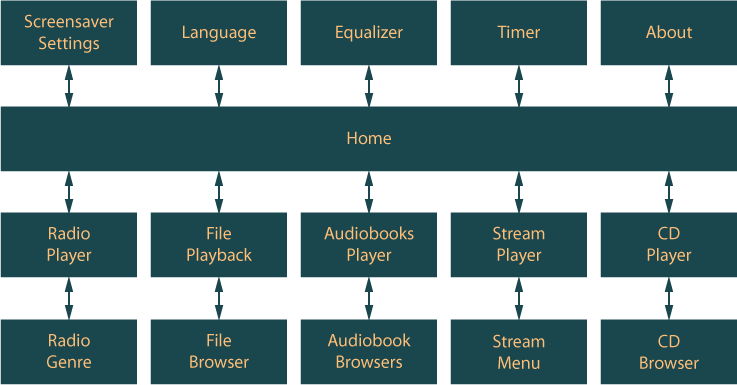 Screensaver
Settings
Language
Equalizer
Timer
About
Home
Radio
Player
File
Playback
Audiobooks
Player
Stream
Player
CD
Player
Radio
Genre
File
Browser
Audiobook
Browsers
Stream
Menu
CD
Browser